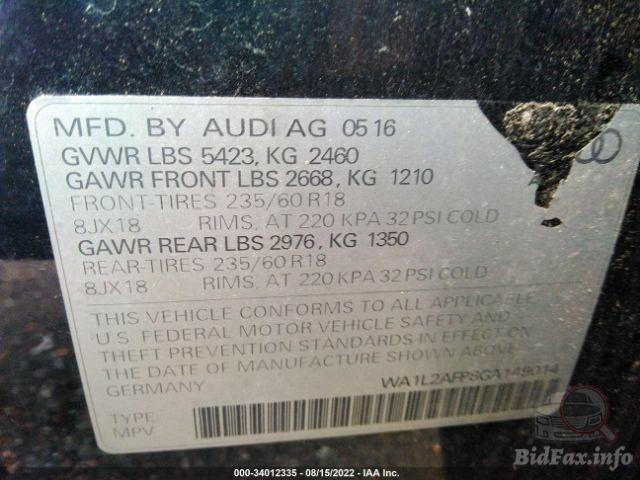 MFD. BY AUDI AG 05 16
GVWR LBS 5423, KG 2460
GAWR FRONT LBS 2668, KG 1210
FRONT-TIRES 235/60 R18
8JX18 RIMS, AT 220 KPA 32 PSI COLD
GAWR REAR LBS 2976, KG 1350
REAR-TIRES 235/60 R18
8JX18 RIMS, AT 220 KPA 32 PSI COLD
THIS VEHICLE CONFORMS TO ALL APPLICABLE
U.S. FEDERAL MOTOR VEHICLE SAFETY AND
THEFT PREVENTION STANDARDS IN EFFECT ON
THE DATE OF MANUFACTURE SHOWN ABOVE.
GERMANY WA1L2AFP8GA149014
TYPE
MPV
BidFax.info
000-34012335 - 08/15/2022 - IAA Inc.